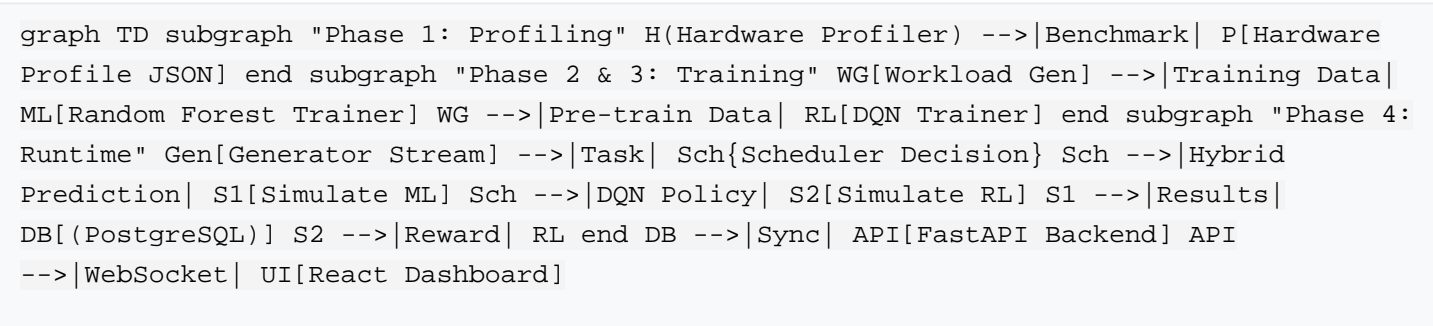 graph TD subgraph "Phase 1: Profiling" H(Hardware Profiler) -->|Benchmark| P[Hardware
Profile JSON] end subgraph "Phase 2 & 3: Training" WG[Workload Gen] -->|Training Data|
ML[Random Forest Trainer] WG -->|Pre-train Data| RL[DQN Trainer] end subgraph "Phase 4:
Runtime" Gen[Generator Stream] -->|Task| Sch{Scheduler Decision} Sch -->|Hybrid
Prediction| S1[Simulate ML] Sch -->|DQN Policy| S2[Simulate RL] S1 -->|Results|
DB[(PostgreSQL)] S2 -->|Reward| RL end DB -->|Sync| API[FastAPI Backend] API
-->|WebSocket| UI[React Dashboard]